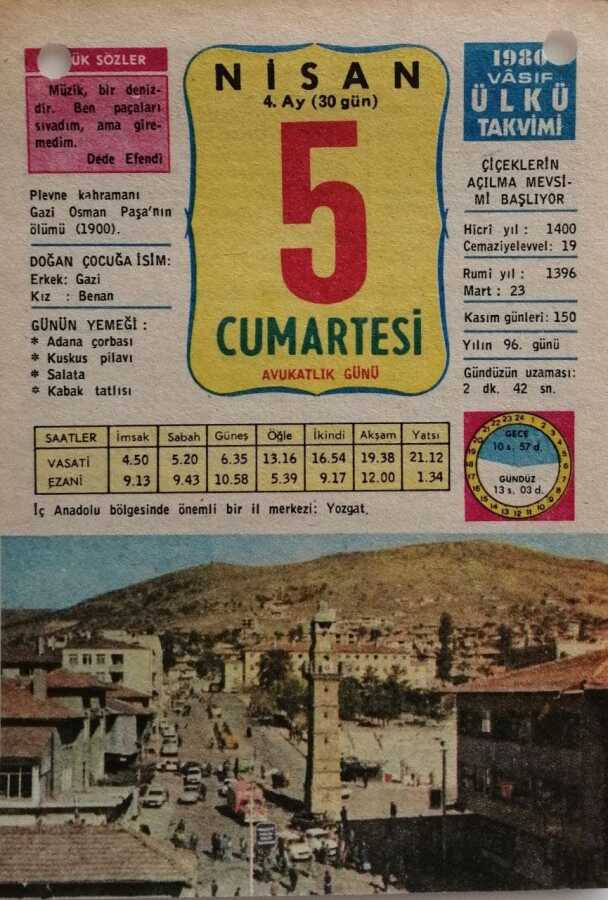 ÜK SÖZLER
Müzik, bir deniz-
dir. Ben paçaları
sıvadım, ama gire-
medim.
Dede Efendi
Plevne kahramanı
Gazi Osman Paşa'nın
ölümü (1900).
DOĞAN ÇOCUĞA İSİM:
Erkek: Gazi
Kız : Benan
GÜNÜN YEMEĞİ :
* Adana çorbası
* Kuskus pilavı
* Salata
* Kabak tatlısı
NİSAN
4. Ay (30 gün)
5
CUMARTESİ
AVUKATLIK GÜNÜ
1980
VÂSIF
ÜLKÜ
TAKVİMİ
ÇİÇEKLERİN
AÇILMA MEVSİ-
Mİ BAŞLIYOR
Hicrî yıl : 1400
Cemaziyelevvel: 19
Rumî yıl : 1396
Mart : 23
Kasım günleri: 150
Yılın 96. günü
Gündüzün uzaması:
2 dk. 42 sn.
SAATLER İmsak Sabah Güneş Öğle İkindi Akşam Yatsı
VASATİ 4.50 5.20 6.35 13.16 16.54 19.38 21.12
EZANİ 9.13 9.43 10.58 5.39 9.17 12.00 1.34
GECE
10 s. 57 d.
GÜNDÜZ
13 s. 03 d.
İç Anadolu bölgesinde önemli bir il merkezi: Yozgat.